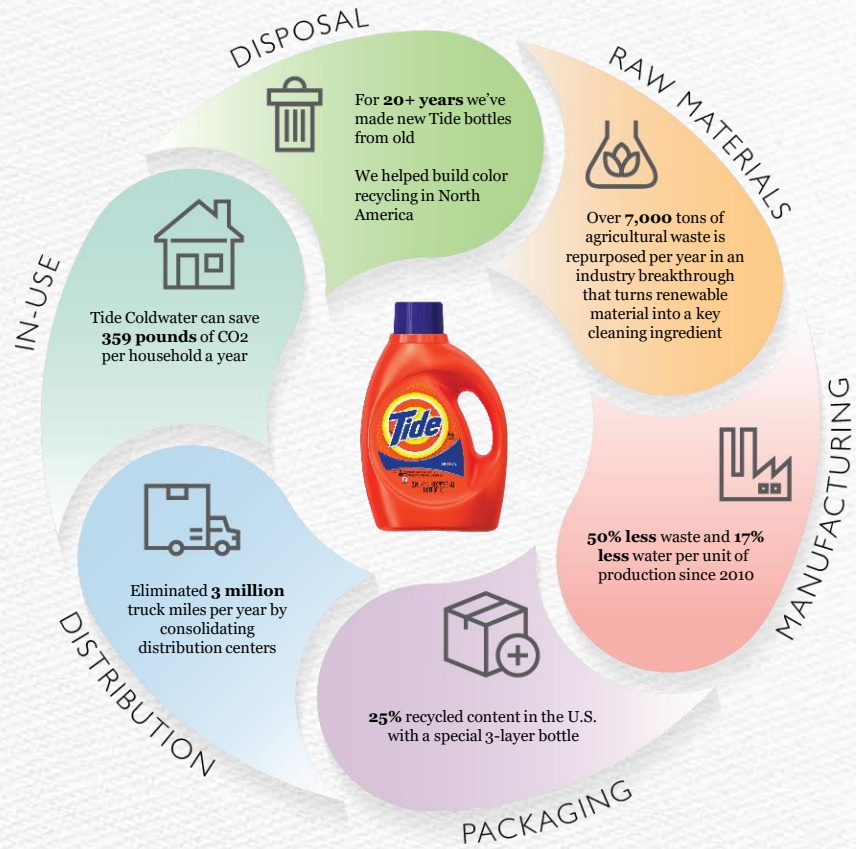 DISPOSAL
For 20+ years we've
made new Tide bottles
from old
We helped build color
recycling in North
America
RAW MATERIALS
Over 7,000 tons of
agricultural waste is
repurposed per year in an
industry breakthrough
that turns renewable
material into a key
cleaning ingredient
MANUFACTURING
50% less waste and 17%
less water per unit of
production since 2010
PACKAGING
25% recycled content in the U.S.
with a special 3-layer bottle
DISTRIBUTION
Eliminated 3 million
truck miles per year by
consolidating
distribution centers
IN-USE
Tide Coldwater can save
359 pounds of CO2
per household a year
Tide